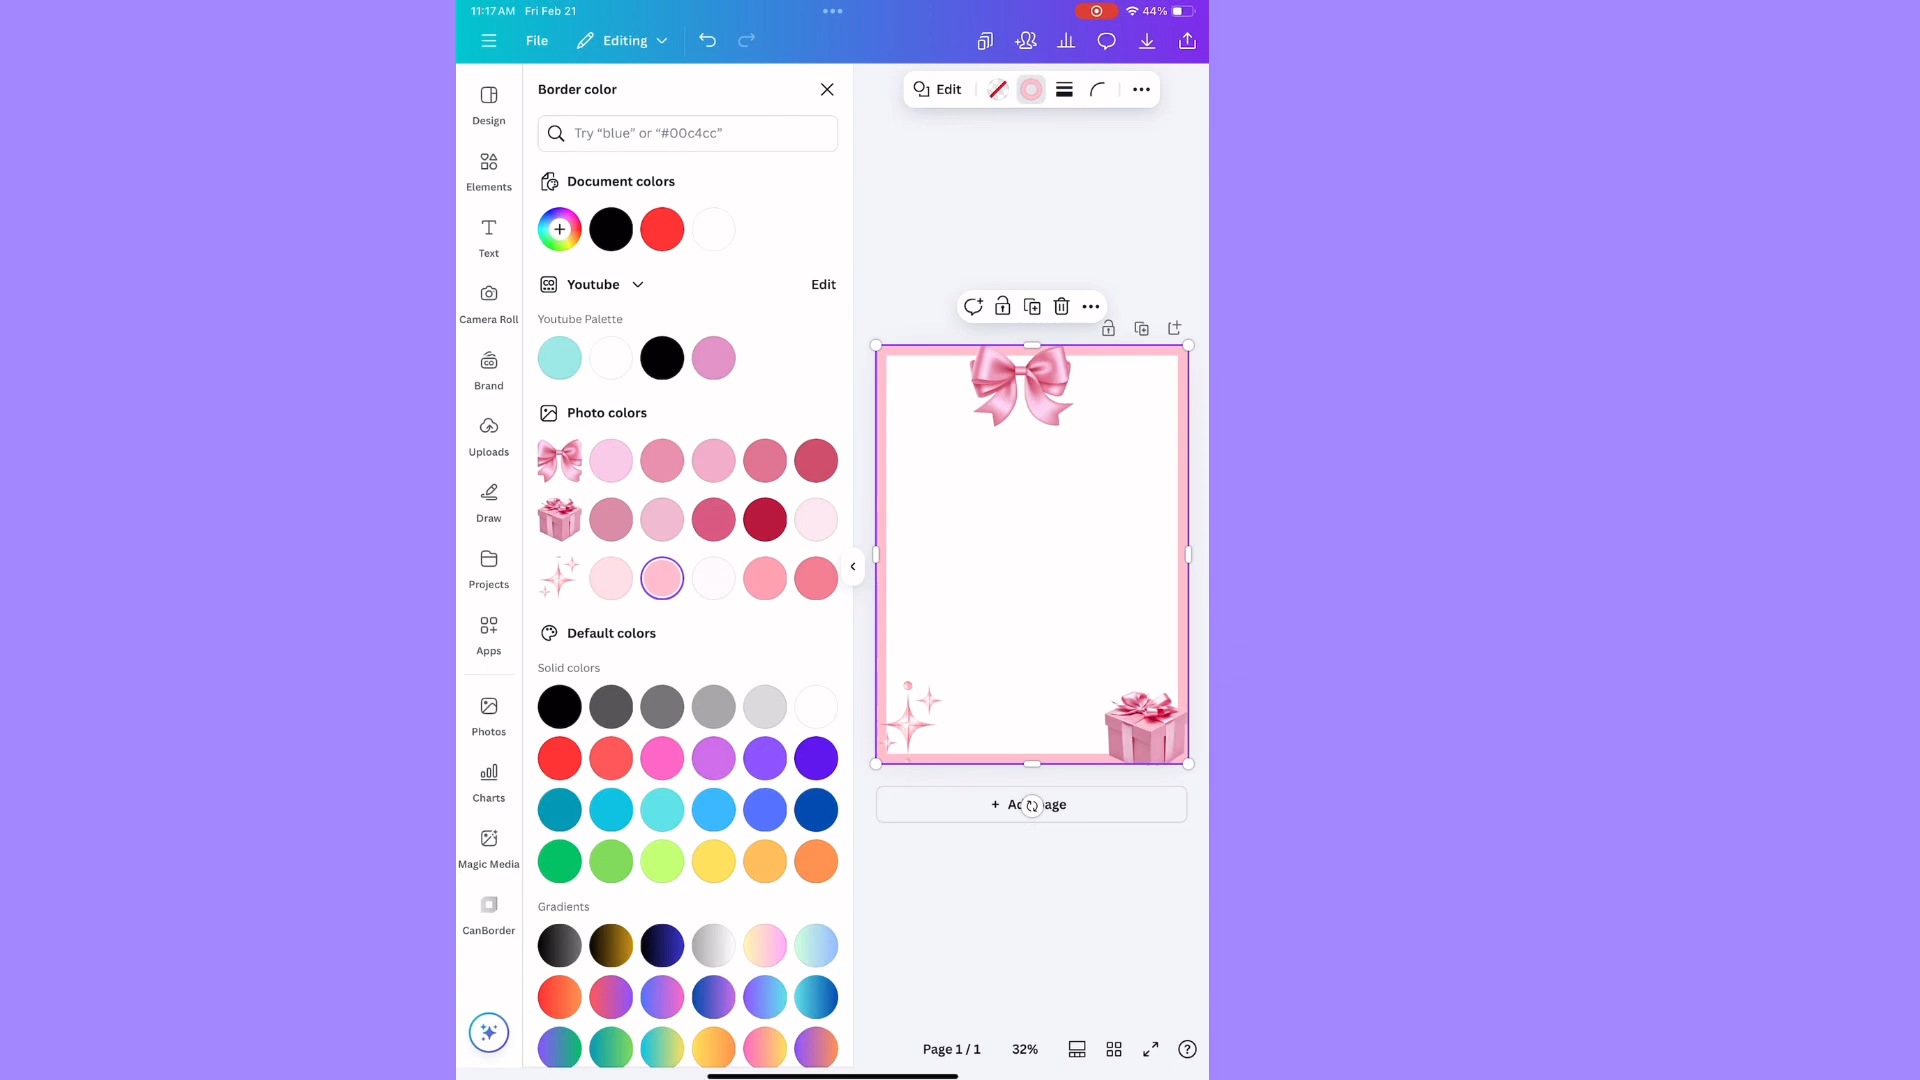 11:17 AM Fri Feb 21
44%
File
Editing
Design
Elements
Text
Camera Roll
Brand
Uploads
Draw
Projects
Apps
Photos
Charts
Magic Media
CanBorder
Border color
Try “blue” or “#00c4cc”
Document colors
Youtube
Edit
Youtube Palette
Photo colors
Default colors
Solid colors
Gradients
Edit
Page 1 / 1
32%